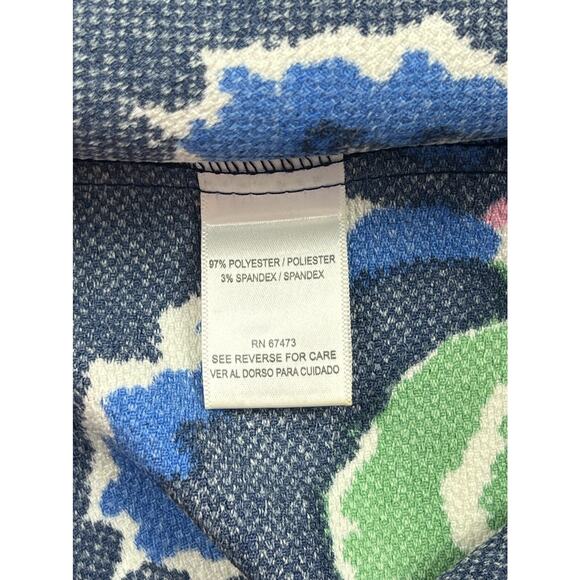 97% POLYESTER / POLIESTER
3% SPANDEX / SPANDEX
RN 67473
SEE REVERSE FOR CARE
VER AL DORSO PARA CUIDADO